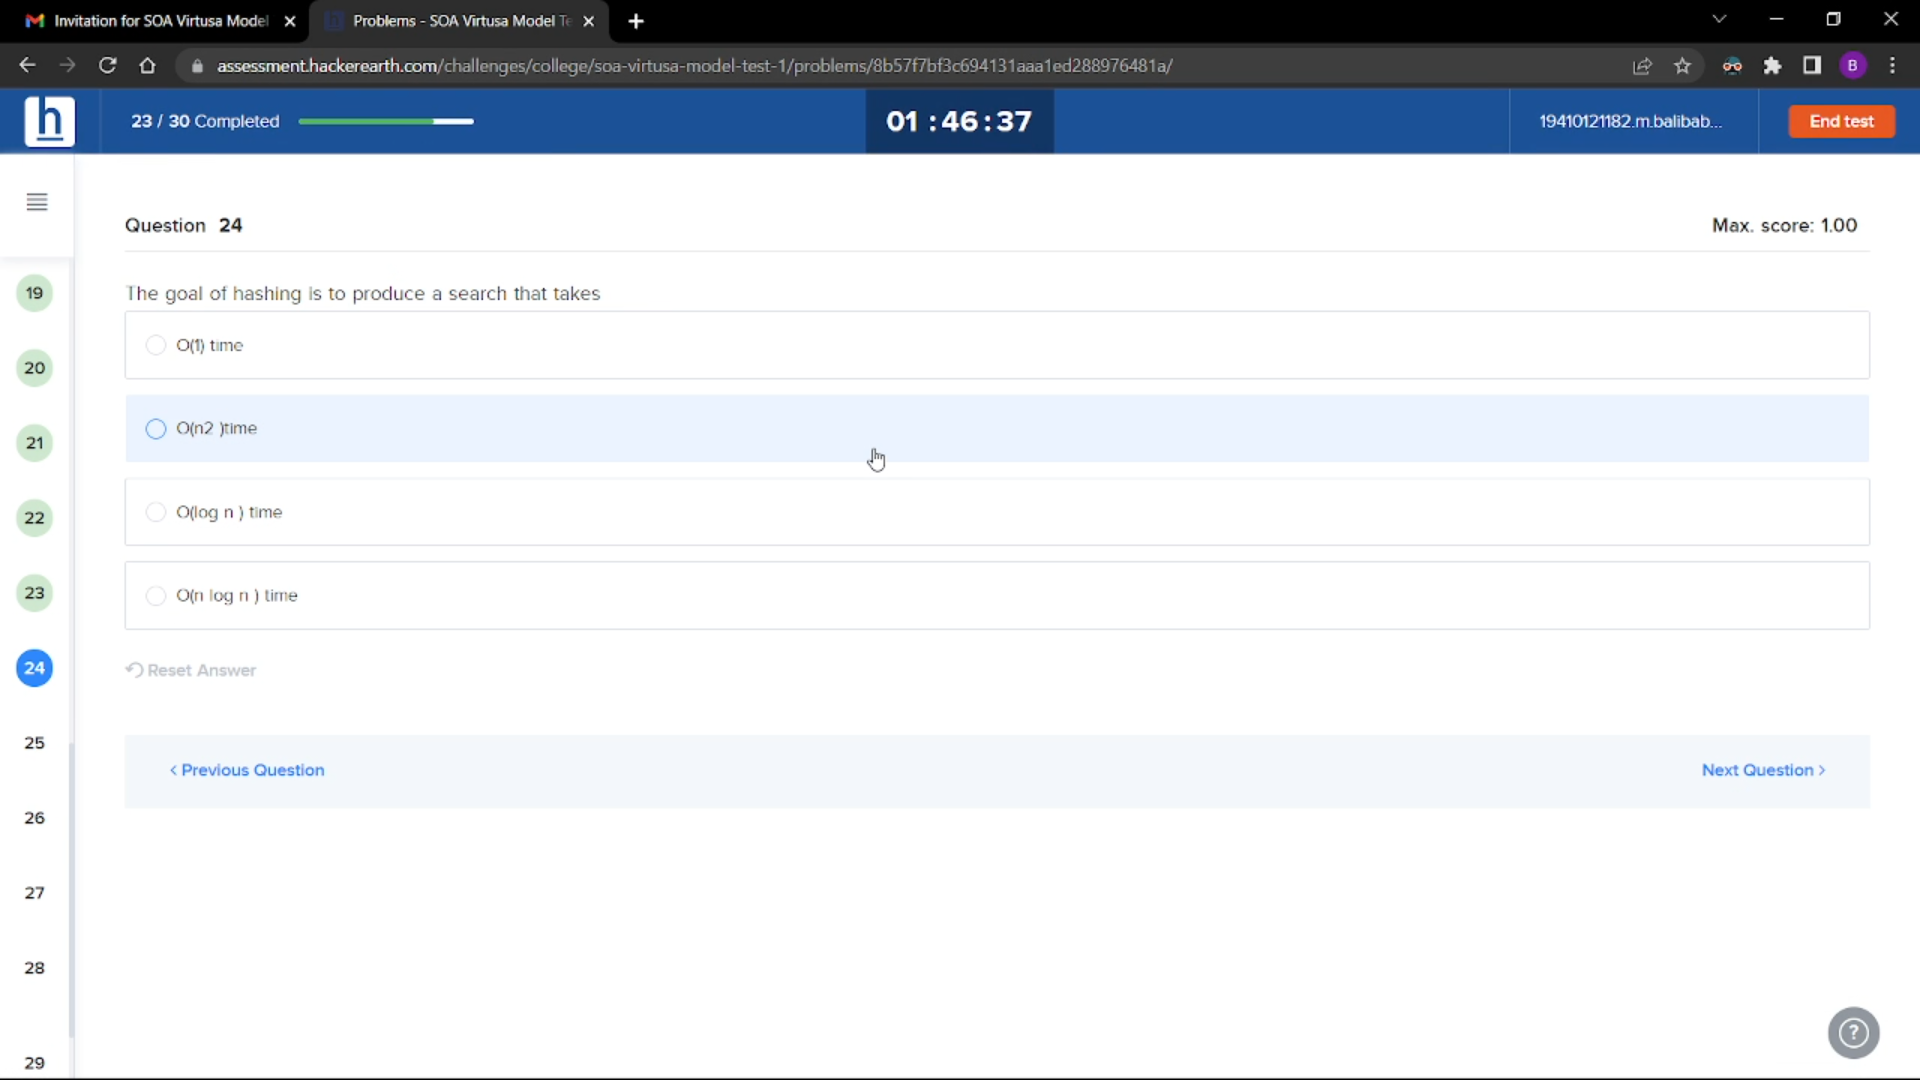 Invitation for SOA Virtusa Model
Problems - SOA Virtusa Model Te
assessment.hackerearth.com/challenges/college/soa-virtusa-model-test-1/problems/8b57f7bf3c694131aaa1ed288976481a/
B
h
23 / 30 Completed
01 : 46 : 37
19410121182.m.balibab...
End test
Question 24
Max. score: 1.00
The goal of hashing is to produce a search that takes
O(1) time
O(n2 )time
O(log n ) time
O(n log n ) time
Reset Answer
< Previous Question
Next Question >
19
20
21
22
23
24
25
26
27
28
29
?